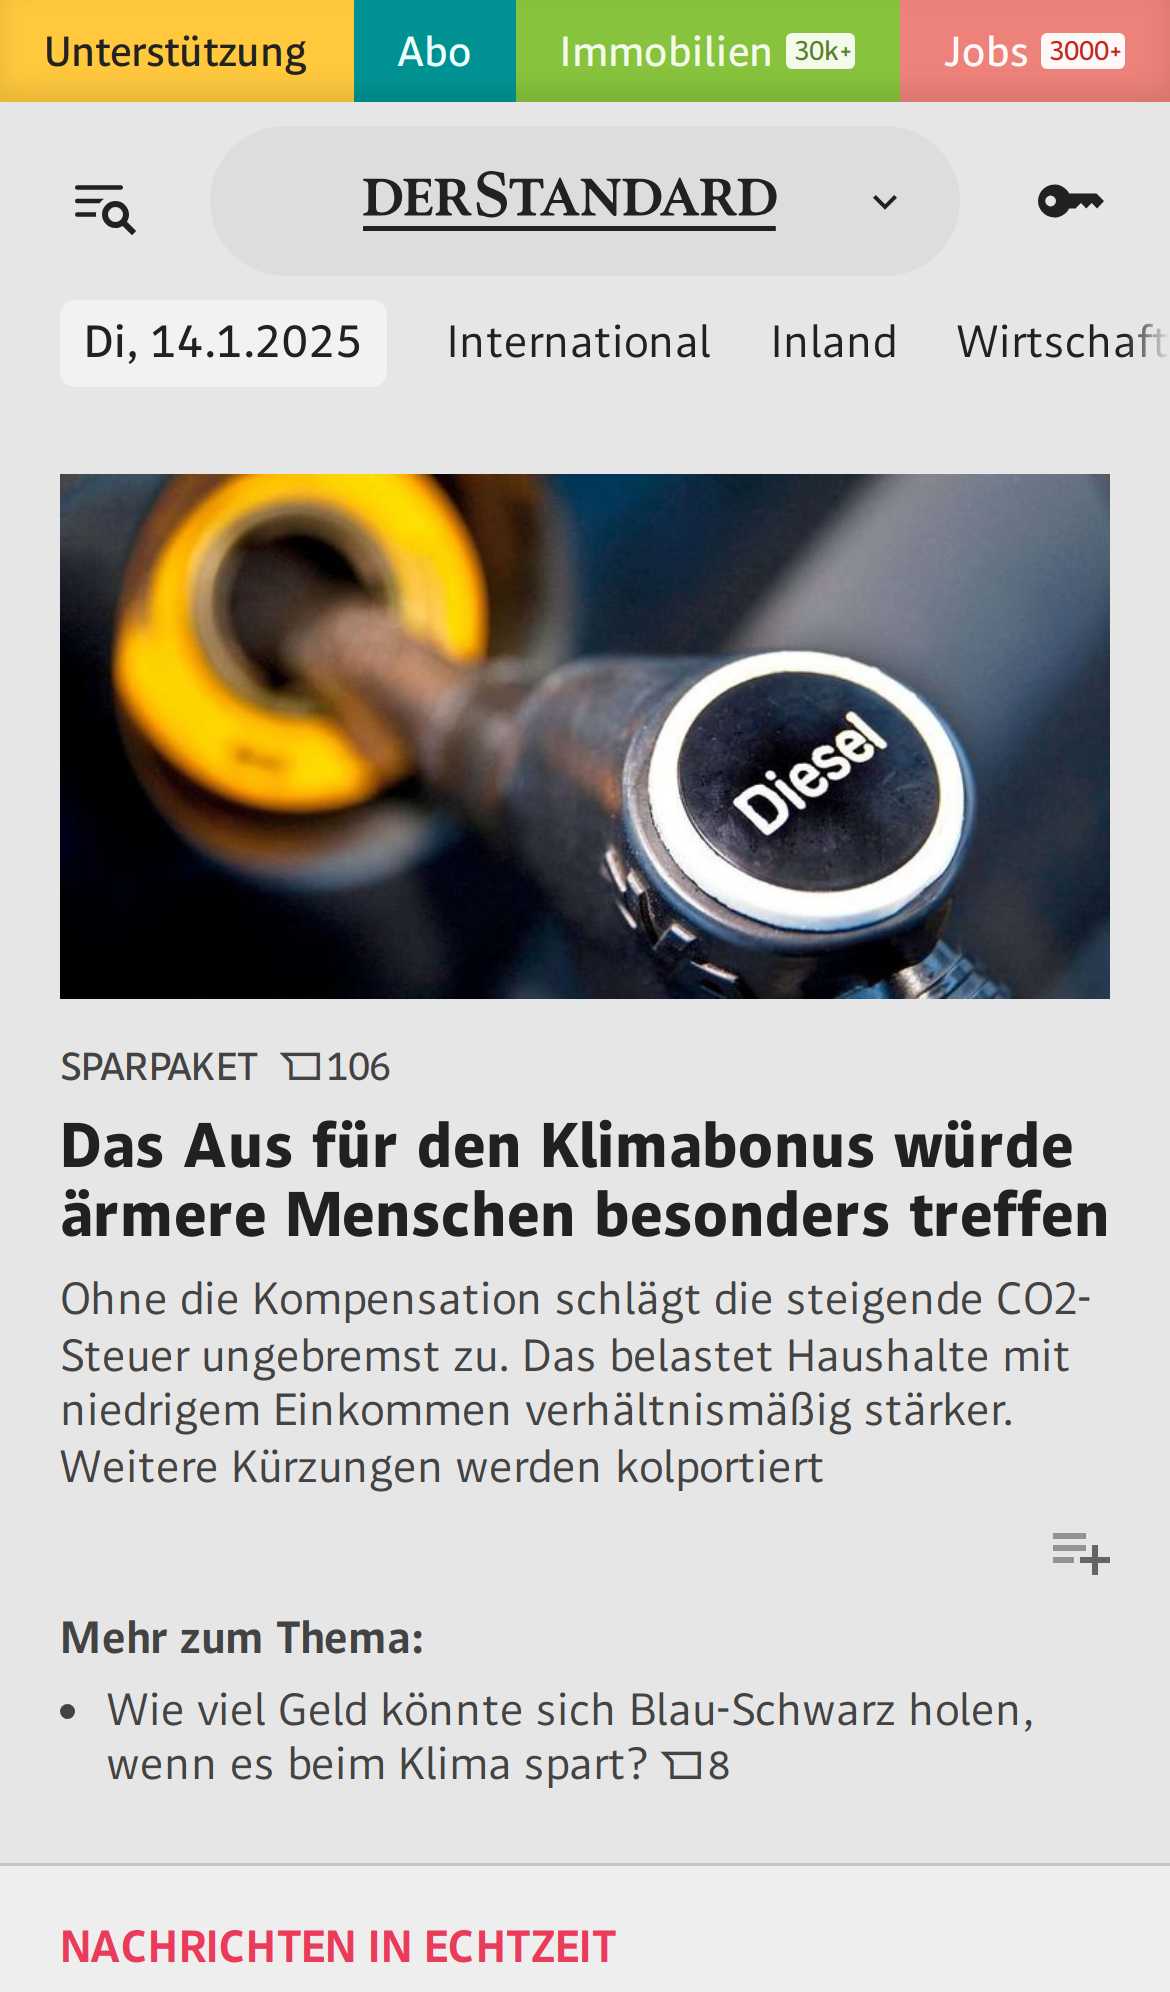 Unterstützung
Abo
Immobilien 30k+
Jobs 3000+
DERSTANDARD
Di, 14.1.2025
International
Inland
Wirtschaft
Diesel
SPARPAKET 106
Das Aus für den Klimabonus würde
ärmere Menschen besonders treffen
Ohne die Kompensation schlägt die steigende CO2-
Steuer ungebremst zu. Das belastet Haushalte mit
niedrigem Einkommen verhältnismäßig stärker.
Weitere Kürzungen werden kolportiert
Mehr zum Thema:
• Wie viel Geld könnte sich Blau-Schwarz holen,
wenn es beim Klima spart? 8
NACHRICHTEN IN ECHTZEIT